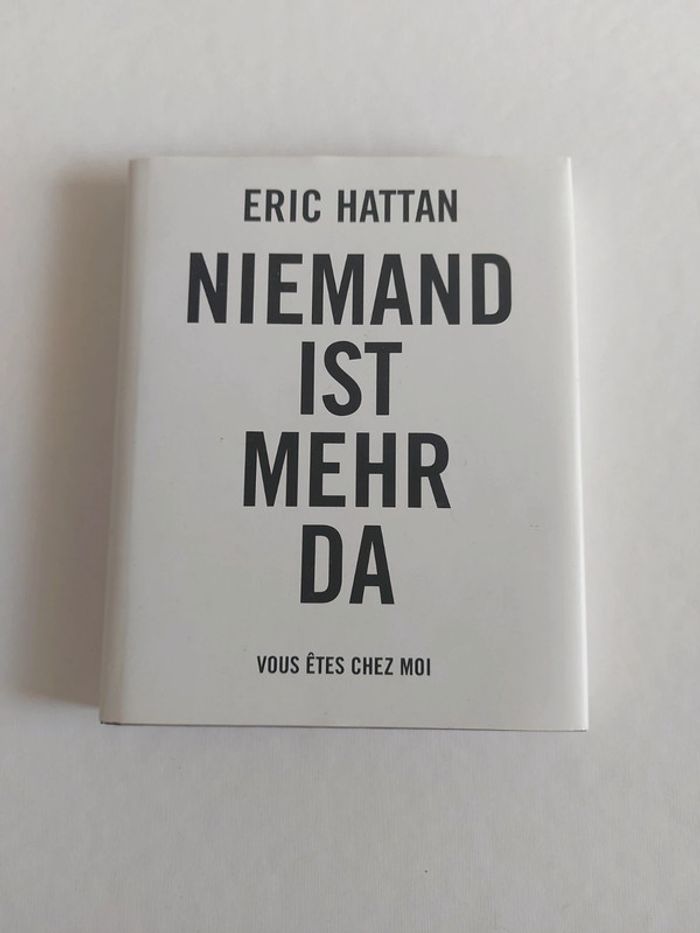 ERIC HATTAN
NIEMAND
IST
MEHR
DA
VOUS ÊTES CHEZ MOI